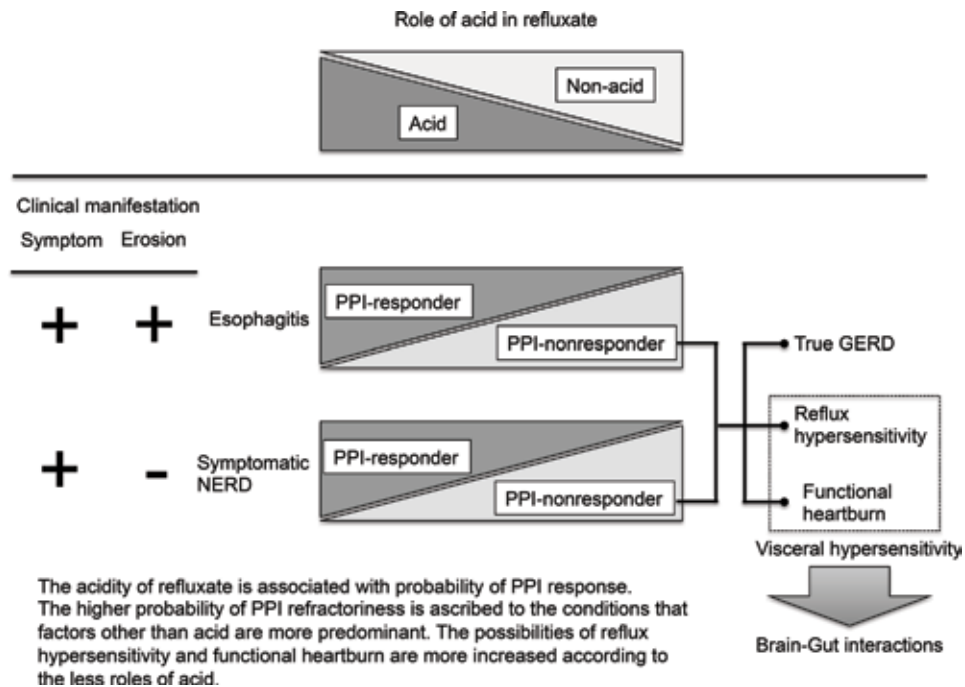 Role of acid in refluxate
Non-acid
Acid
Clinical manifestation
Symptom Erosion
+ + Esophagitis
PPI-responder
PPI-nonresponder
True GERD
Reflux
hypersensitivity
+ - Symptomatic
NERD
PPI-responder
PPI-nonresponder
Functional
heartburn
Visceral hypersensitivity
Brain-Gut interactions
The acidity of refluxate is associated with probability of PPI response.
The higher probability of PPI refractoriness is ascribed to the conditions that
factors other than acid are more predominant. The possibilities of reflux
hypersensitivity and functional heartburn are more increased according to
the less roles of acid.